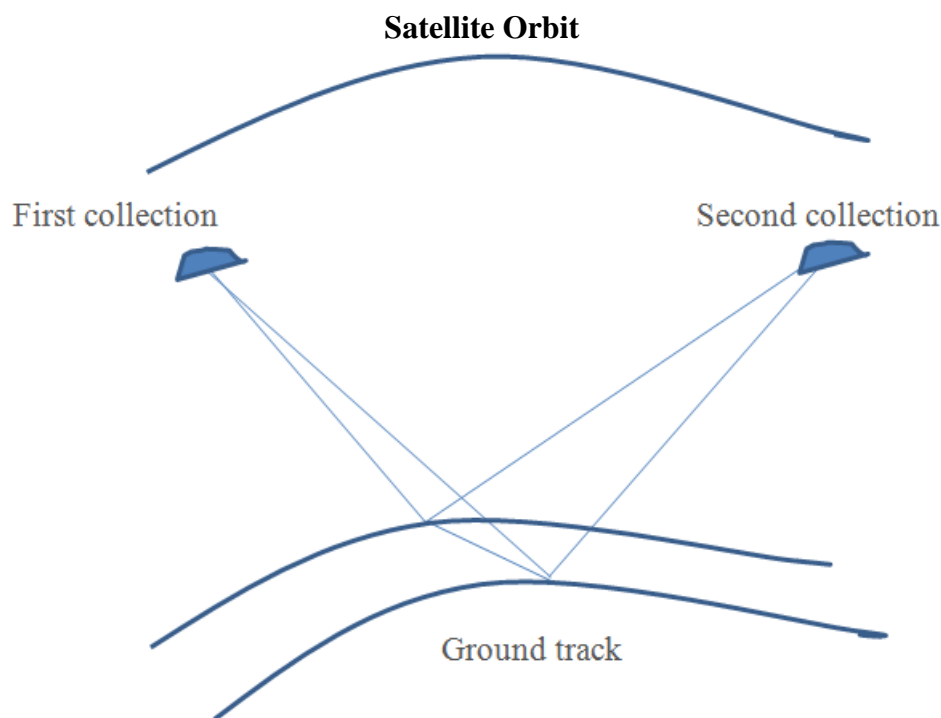 Satellite Orbit
First collection
Second collection
Ground track